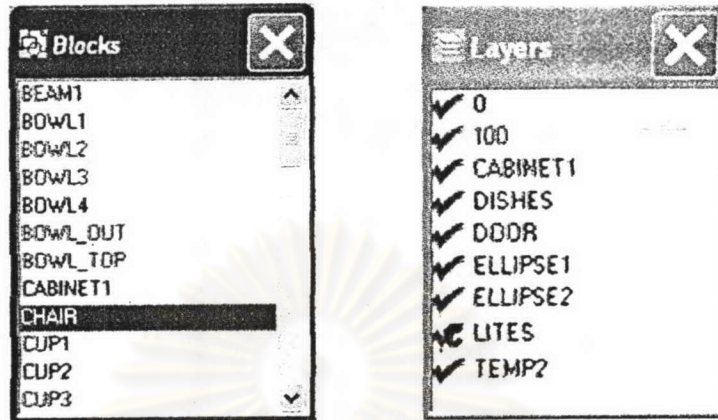 Blocks
BEAM1
BOWL1
BOWL2
BOWL3
BOWL4
BOWL_OUT
BOWL_TOP
CABINET1
CHAIR
CUP1
CUP2
CUP3
Layers
0
100
CABINET1
DISHES
DOOR
ELLIPSE1
ELLIPSE2
LITES
TEMP2